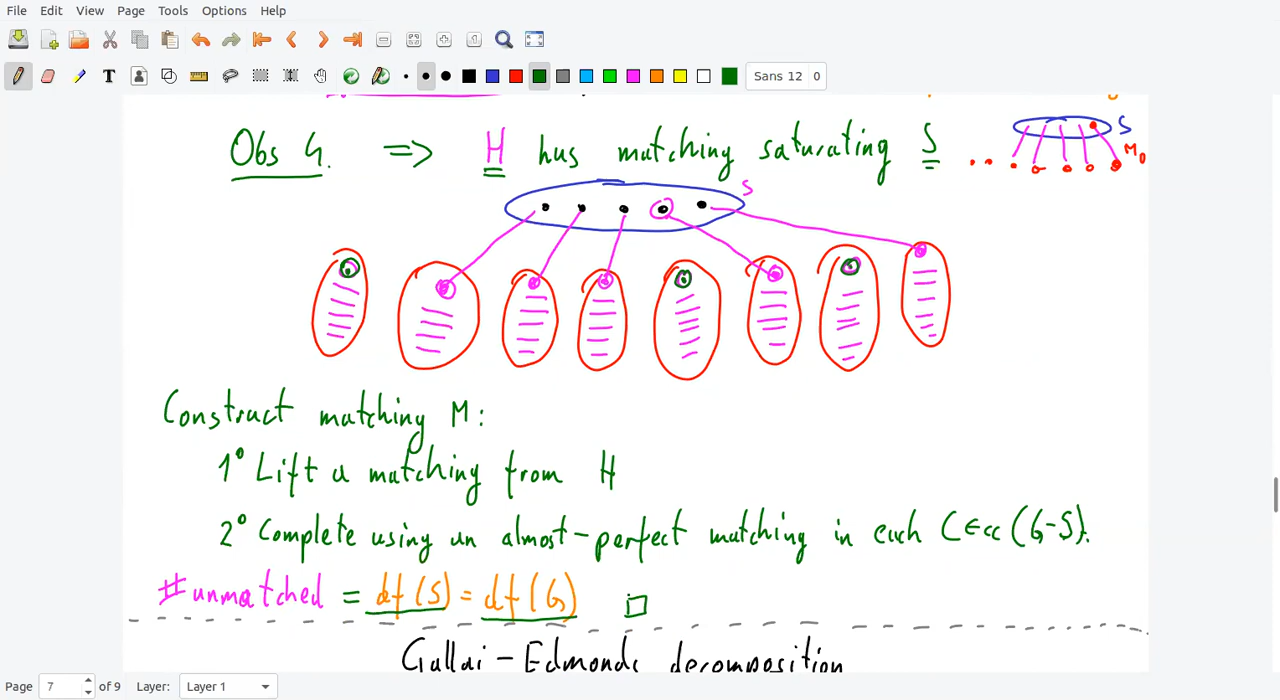 File Edit View Page Tools Options Help
Sans 12 0
Obs 4. => H has matching saturating S ..
S
M₀
S
Construct matching M:
1° Lift a matching from H
2° Complete using an almost-perfect matching in each C∈cc(G-S).
#unmatched = df(S) = df(G) □
Gallai-Edmonds decomposition
Page 7 of 9 Layer: Layer 1